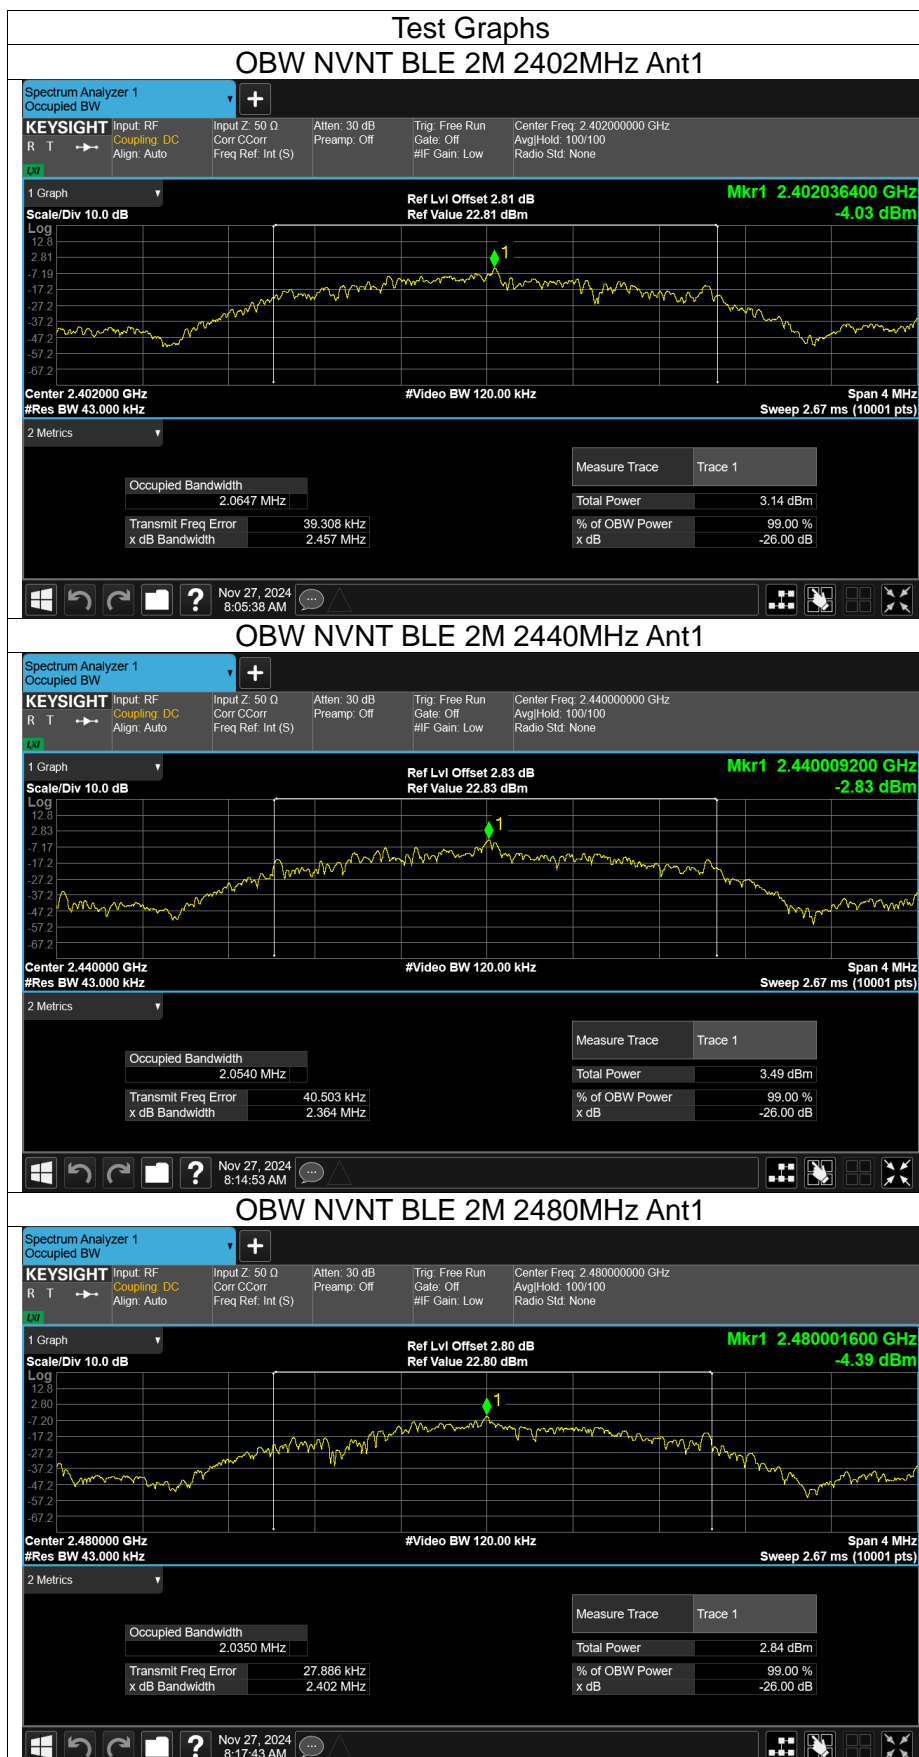 Test Graphs
OBW NVNT BLE 2M 2402MHz Ant1
Spectrum Analyzer 1
Occupied BW
KEYSIGHT Input: RF Input Z: 50 Ω Atten: 30 dB Trig: Free Run Center Freq: 2.402000000 GHz
R T Coupling: DC Corr CCorr Preamp: Off Gate: Off Avg|Hold: 100/100
Align: Auto Freq Ref: Int (S) #IF Gain: Low Radio Std: None
LXI
1 Graph Ref Lvl Offset 2.81 dB Mkr1 2.402036400 GHz
Scale/Div 10.0 dB Ref Value 22.81 dBm -4.03 dBm
Log
12.8
2.81
-7.19
-17.2
-27.2
-37.2
-47.2
-57.2
-67.2
1
Center 2.402000 GHz #Video BW 120.00 kHz Span 4 MHz
#Res BW 43.000 kHz Sweep 2.67 ms (10001 pts)
2 Metrics
Measure Trace Trace 1
Occupied Bandwidth
2.0647 MHz Total Power 3.14 dBm
Transmit Freq Error 39.308 kHz % of OBW Power 99.00 %
x dB Bandwidth 2.457 MHz x dB -26.00 dB
Nov 27, 2024
8:05:38 AM
OBW NVNT BLE 2M 2440MHz Ant1
Spectrum Analyzer 1
Occupied BW
KEYSIGHT Input: RF Input Z: 50 Ω Atten: 30 dB Trig: Free Run Center Freq: 2.440000000 GHz
R T Coupling: DC Corr CCorr Preamp: Off Gate: Off Avg|Hold: 100/100
Align: Auto Freq Ref: Int (S) #IF Gain: Low Radio Std: None
LXI
1 Graph Ref Lvl Offset 2.83 dB Mkr1 2.440009200 GHz
Scale/Div 10.0 dB Ref Value 22.83 dBm -2.83 dBm
Log
12.8
2.83
-7.17
-17.2
-27.2
-37.2
-47.2
-57.2
-67.2
1
Center 2.440000 GHz #Video BW 120.00 kHz Span 4 MHz
#Res BW 43.000 kHz Sweep 2.67 ms (10001 pts)
2 Metrics
Measure Trace Trace 1
Occupied Bandwidth
2.0540 MHz Total Power 3.49 dBm
Transmit Freq Error 40.503 kHz % of OBW Power 99.00 %
x dB Bandwidth 2.364 MHz x dB -26.00 dB
Nov 27, 2024
8:14:53 AM
OBW NVNT BLE 2M 2480MHz Ant1
Spectrum Analyzer 1
Occupied BW
KEYSIGHT Input: RF Input Z: 50 Ω Atten: 30 dB Trig: Free Run Center Freq: 2.480000000 GHz
R T Coupling: DC Corr CCorr Preamp: Off Gate: Off Avg|Hold: 100/100
Align: Auto Freq Ref: Int (S) #IF Gain: Low Radio Std: None
LXI
1 Graph Ref Lvl Offset 2.80 dB Mkr1 2.480001600 GHz
Scale/Div 10.0 dB Ref Value 22.80 dBm -4.39 dBm
Log
12.8
2.80
-7.20
-17.2
-27.2
-37.2
-47.2
-57.2
-67.2
1
Center 2.480000 GHz #Video BW 120.00 kHz Span 4 MHz
#Res BW 43.000 kHz Sweep 2.67 ms (10001 pts)
2 Metrics
Measure Trace Trace 1
Occupied Bandwidth
2.0350 MHz Total Power 2.84 dBm
Transmit Freq Error 27.886 kHz % of OBW Power 99.00 %
x dB Bandwidth 2.402 MHz x dB -26.00 dB
Nov 27, 2024
8:17:43 AM